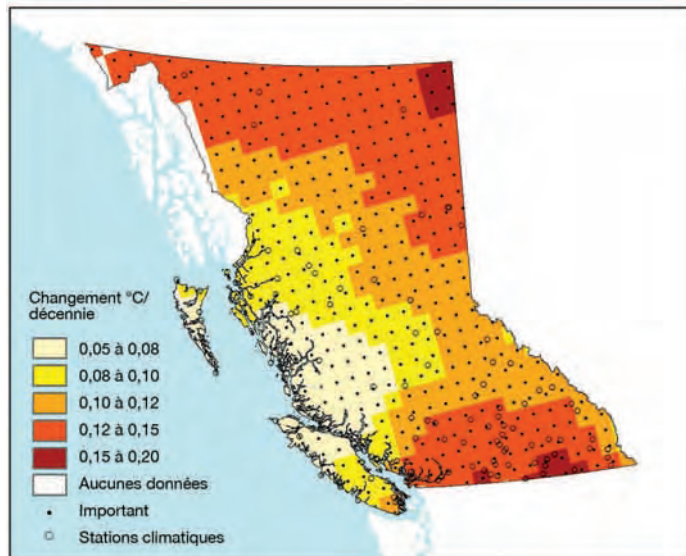 Changement °C/
décennie
0,05 à 0,08
0,08 à 0,10
0,10 à 0,12
0,12 à 0,15
0,15 à 0,20
Aucunes données
Important
Stations climatiques